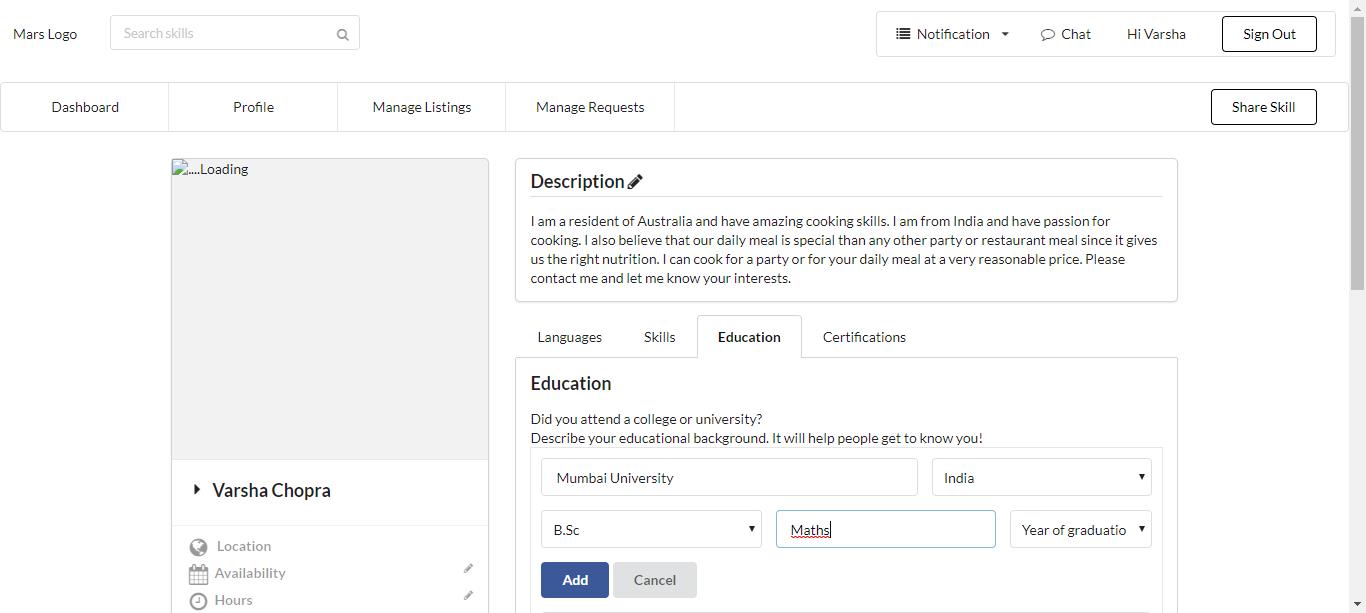 Mars Logo
Search skills
Notification
Chat
Hi Varsha
Sign Out
Dashboard
Profile
Manage Listings
Manage Requests
Share Skill
....Loading
Varsha Chopra
Location
Availability
Hours
Description
I am a resident of Australia and have amazing cooking skills. I am from India and have passion for
cooking. I also believe that our daily meal is special than any other party or restaurant meal since it gives
us the right nutrition. I can cook for a party or for your daily meal at a very reasonable price. Please
contact me and let me know your interests.
Languages
Skills
Education
Certifications
Education
Did you attend a college or university?
Describe your educational background. It will help people get to know you!
Mumbai University
India
B.Sc
Maths
Year of graduatio
Add
Cancel